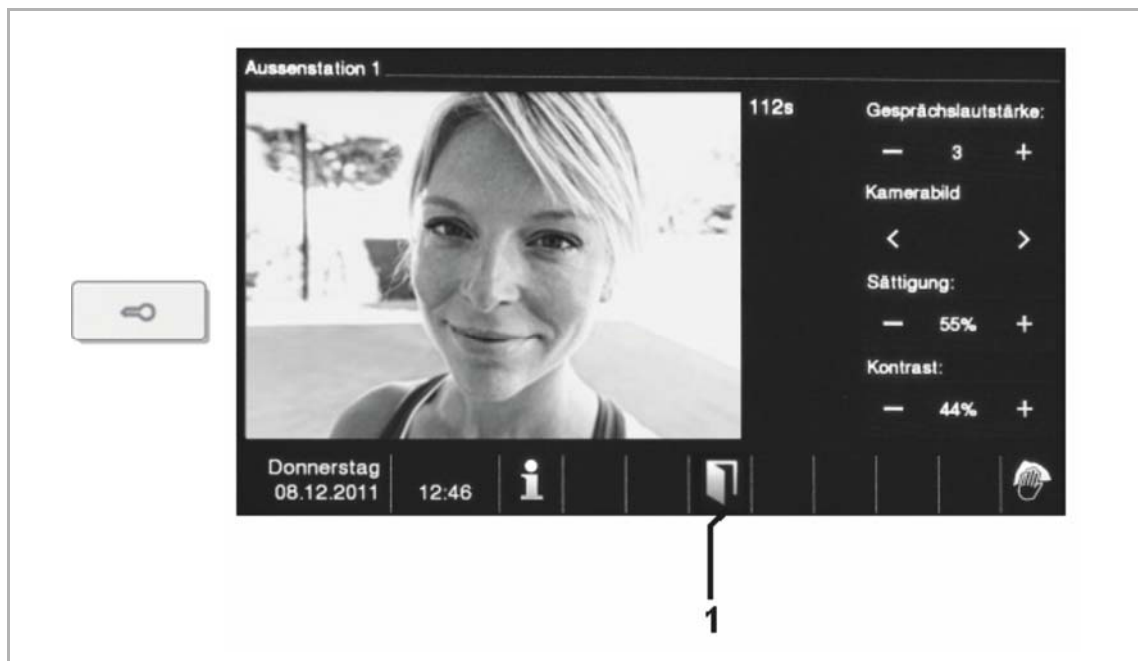 Aussenstation 1
112s
Gesprächslautstärke:
— 3 +
Kamerabild
< >
Sättigung:
— 55% +
Kontrast:
— 44% +
Donnerstag
08.12.2011
12:46
i
1